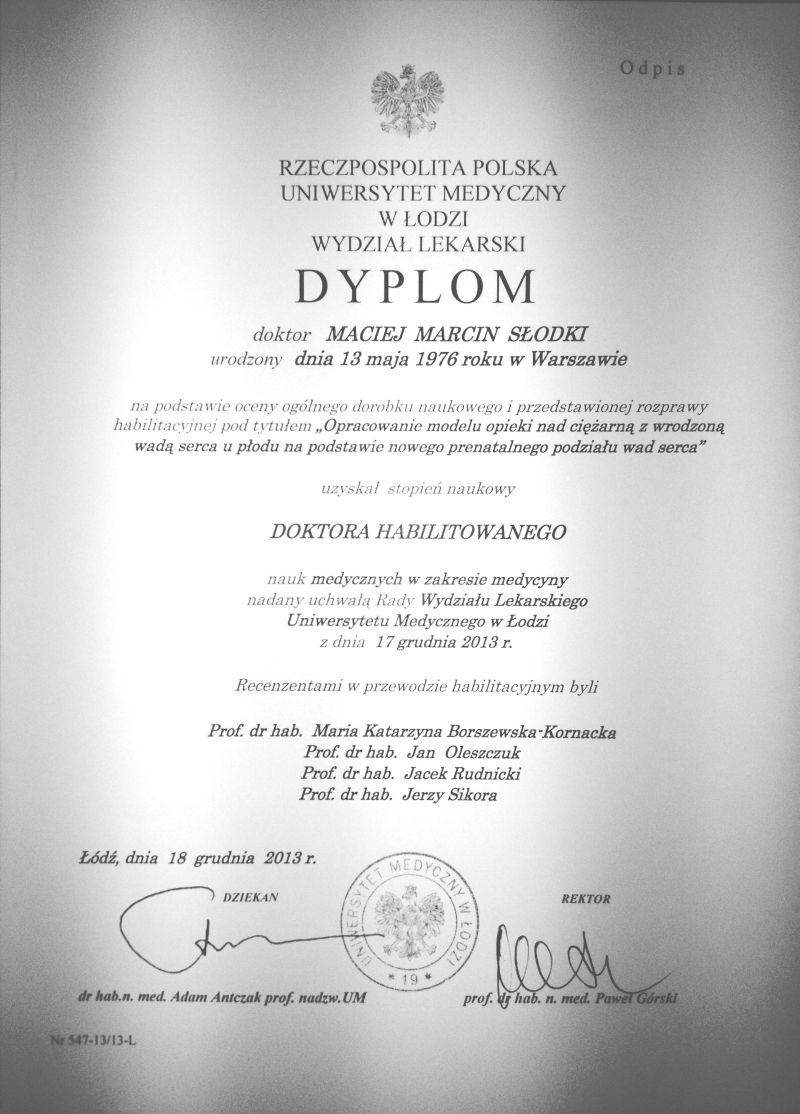 Odpis
RZECZPOSPOLITA POLSKA
UNIWERSYTET MEDYCZNY
W ŁODZI
WYDZIAŁ LEKARSKI
DYPLOM
doktor MACIEJ MARCIN SŁODKI
urodzony dnia 13 maja 1976 roku w Warszawie
na podstawie oceny ogólnego dorobku naukowego i przedstawionej rozprawy
habilitacyjnej pod tytułem „Opracowanie modelu opieki nad ciężarną z wrodzoną
wadą serca u płodu na podstawie nowego prenatalnego podziału wad serca”
uzyskał stopień naukowy
DOKTORA HABILITOWANEGO
nauk medycznych w zakresie medycyny
nadany uchwałą Rady Wydziału Lekarskiego
Uniwersytetu Medycznego w Łodzi
z dnia 17 grudnia 2013 r.
Recenzentami w przewodzie habilitacyjnym byli
Prof. dr hab. Maria Katarzyna Borszewska-Kornacka
Prof. dr hab. Jan Oleszczuk
Prof. dr hab. Jacek Rudnicki
Prof. dr hab. Jerzy Sikora
Łódź, dnia 18 grudnia 2013 r.
DZIEKAN
UNIWERSYTET MEDYCZNY W ŁODZI
* 19 *
REKTOR
dr hab.n. med. Adam Antczak prof. nadzw.UM
prof. dr hab. n. med. Paweł Górski
Nr 547-13/13-L